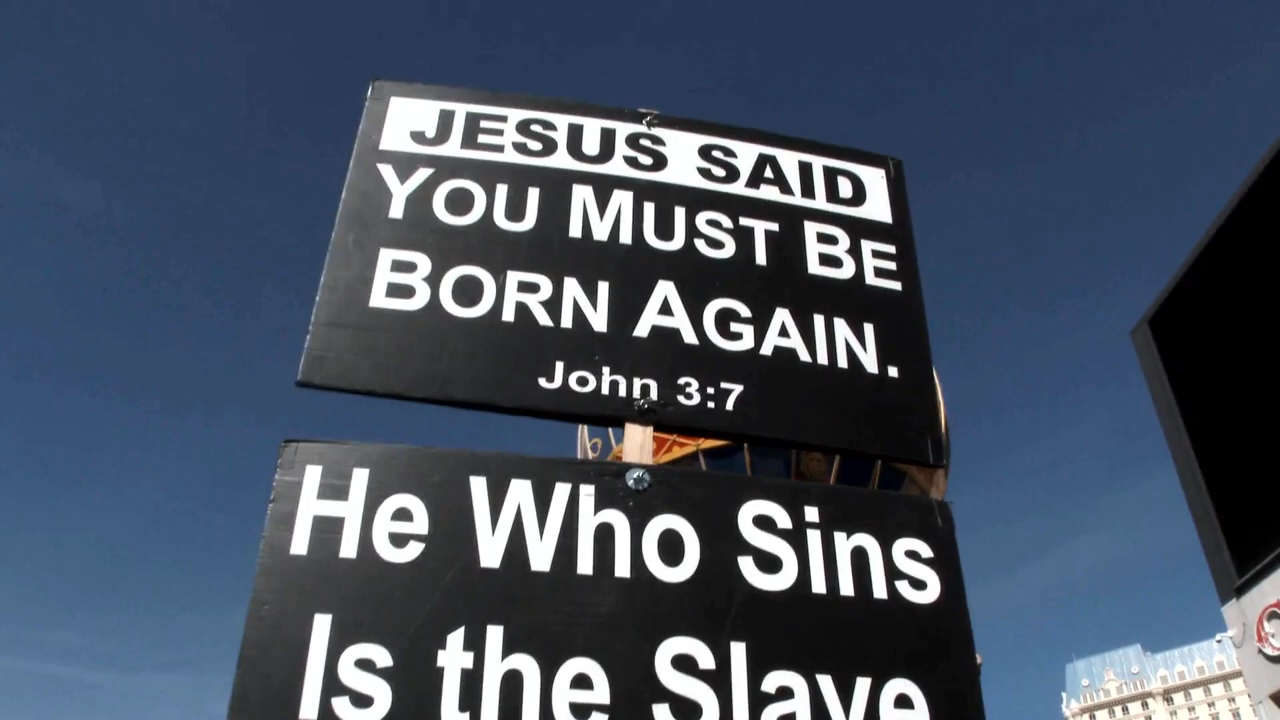 JESUS SAID
YOU MUST BE
BORN AGAIN.
John 3:7
He Who Sins
Is the Slave